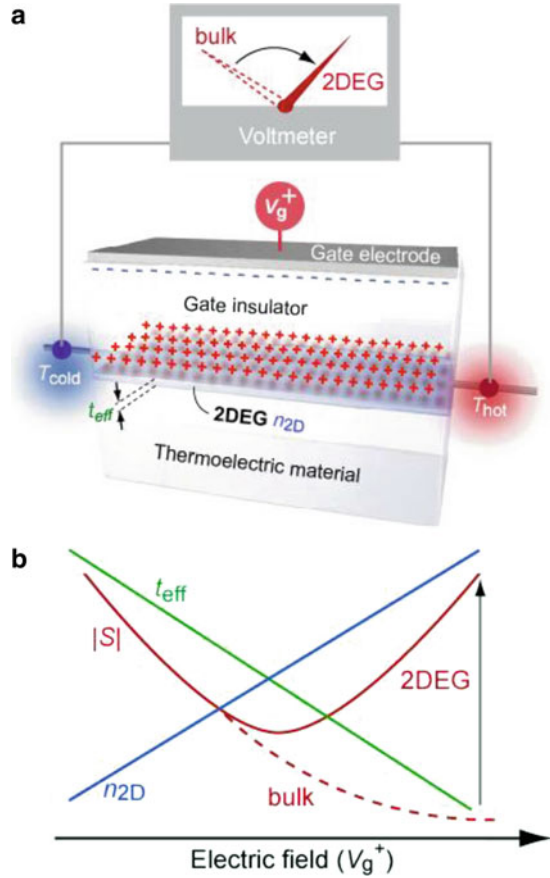 a
bulk
2DEG
Voltmeter
Vg+
Gate electrode
Gate insulator
Tcold
Thot
teff
2DEG n2D
Thermoelectric material
b
teff
|S|
2DEG
n2D
bulk
Electric field (Vg+)